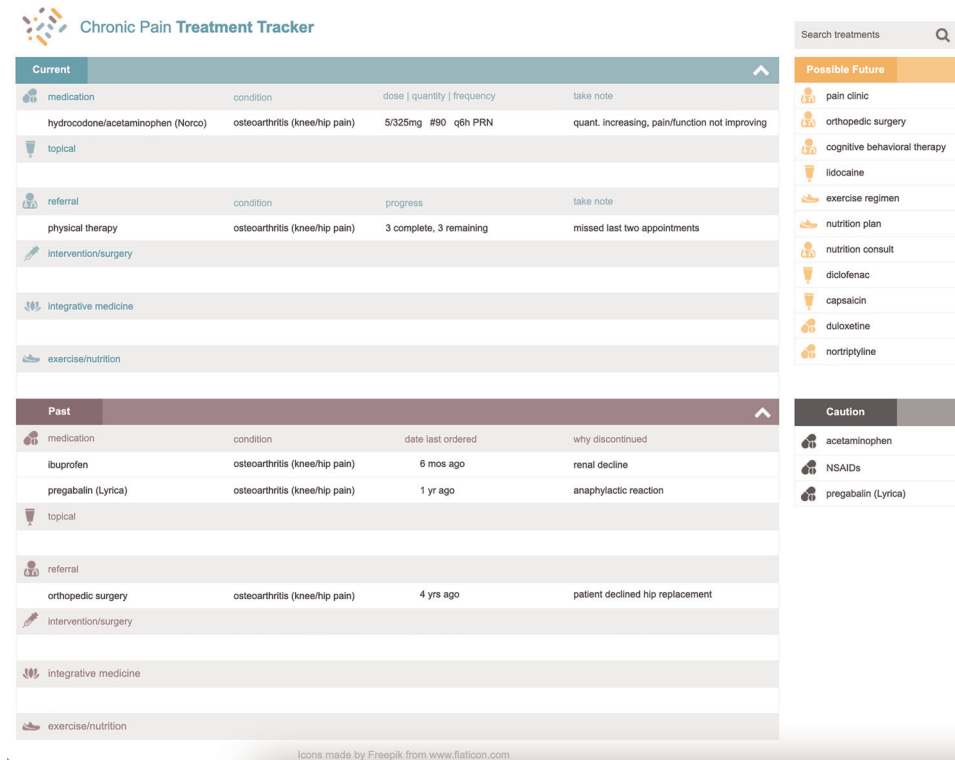 Chronic Pain Treatment Tracker
Search treatments
Current
medication condition dose | quantity | frequency take note
hydrocodone/acetaminophen (Norco) osteoarthritis (knee/hip pain) 5/325mg #90 q6h PRN quant. increasing, pain/function not improving
topical
referral condition progress take note
physical therapy osteoarthritis (knee/hip pain) 3 complete, 3 remaining missed last two appointments
intervention/surgery
integrative medicine
exercise/nutrition
Possible Future
pain clinic
orthopedic surgery
cognitive behavioral therapy
lidocaine
exercise regimen
nutrition plan
nutrition consult
diclofenac
capsaicin
duloxetine
nortriptyline
Past
medication condition date last ordered why discontinued
ibuprofen osteoarthritis (knee/hip pain) 6 mos ago renal decline
pregabalin (Lyrica) osteoarthritis (knee/hip pain) 1 yr ago anaphylactic reaction
topical
referral
orthopedic surgery osteoarthritis (knee/hip pain) 4 yrs ago patient declined hip replacement
intervention/surgery
integrative medicine
exercise/nutrition
Caution
acetaminophen
NSAIDs
pregabalin (Lyrica)
Icons made by Freepik from www.flaticon.com